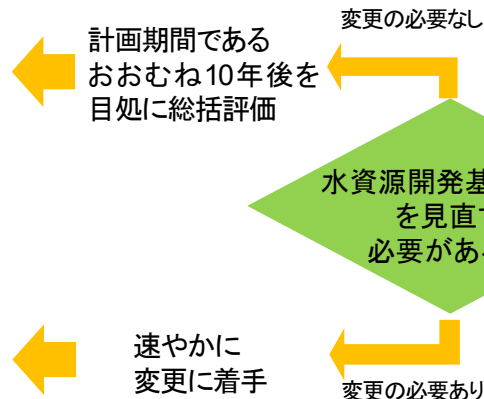 変更の必要なし
計画期間である
おおむね10年後を
目処に総括評価
水資源開発基
を見直
必要があ
速やかに
変更に着手
変更の必要あり